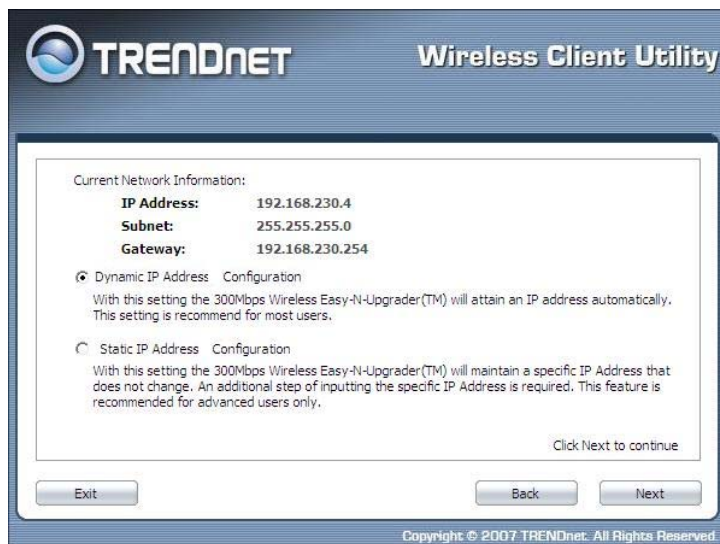 TRENDNET
Wireless Client Utility
Current Network Information:
IP Address: 192.168.230.4
Subnet: 255.255.255.0
Gateway: 192.168.230.254
Dynamic IP Address Configuration
With this setting the 300Mbps Wireless Easy-N-Upgrader(TM) will attain an IP address automatically.
This setting is recommend for most users.
Static IP Address Configuration
With this setting the 300Mbps Wireless Easy-N-Upgrader(TM) will maintain a specific IP Address that
does not change. An additional step of inputting the specific IP Address is required. This feature is
recommended for advanced users only.
Click Next to continue
Exit
Back
Next
Copyright © 2007 TRENDnet. All Rights Reserved.